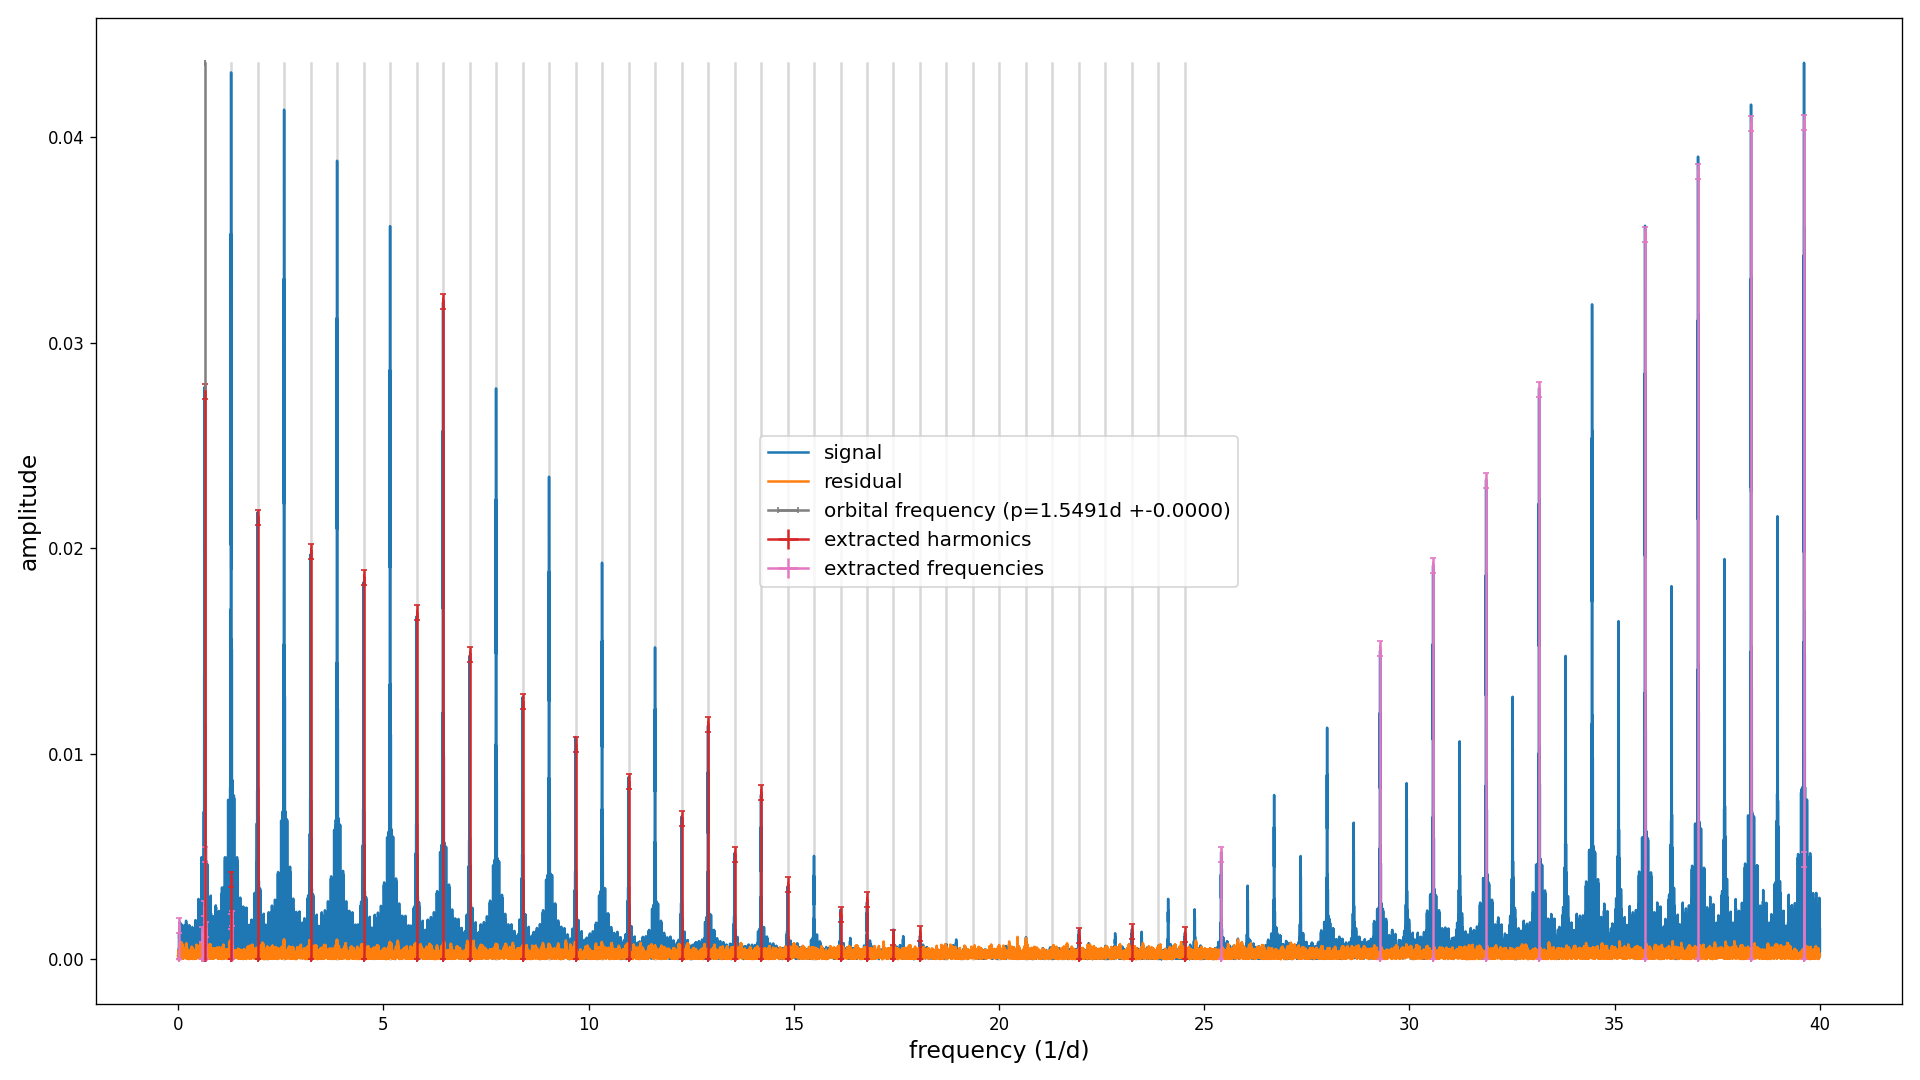 amplitude
0.04
0.03
0.02
0.01
0.00
signal
residual
orbital frequency (p=1.5491d +-0.0000)
extracted harmonics
extracted frequencies
0 5 10 15 20 25 30 35 40
frequency (1/d)